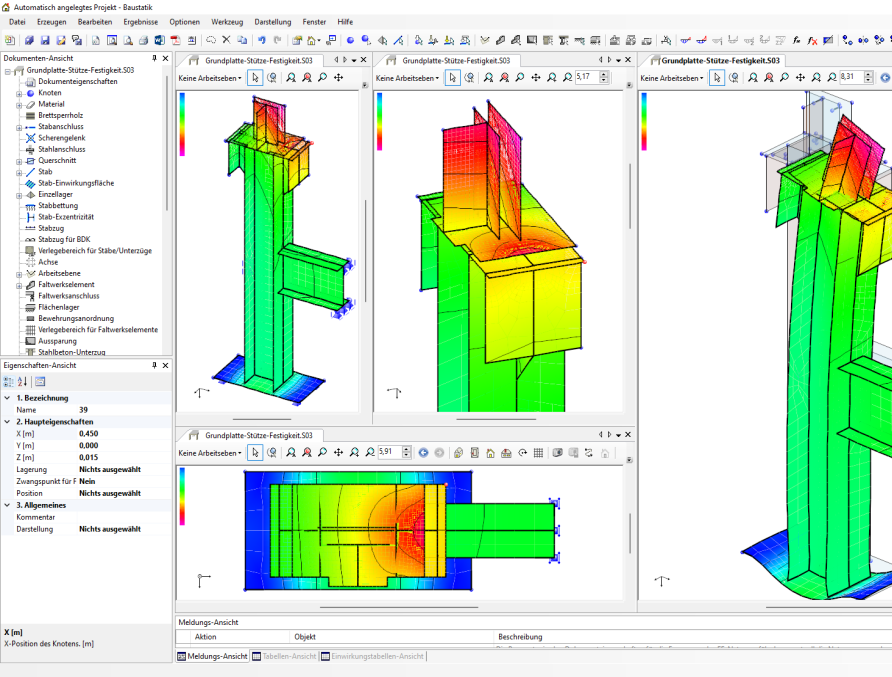 Automatisch angelegtes Projekt - Baustatik
Datei Erzeugen Bearbeiten Ergebnisse Optionen Werkzeug Darstellung Fenster Hilfe
Dokumenten-Ansicht
Grundplatte-Stütze-Festigkeit.S03
Dokumenteneigenschaften
Knoten
Material
Brettsperrholz
Stabanschluss
Scherengelenk
Stahlanschluss
Querschnitt
Stab
Stab-Einwirkungsfläche
Einzellager
Stabbettung
Stab-Exzentrizität
Stabzug
Stabzug für BDK
Verlegebereich für Stäbe/Unterzüge
Achse
Arbeitsebene
Faltwerkselement
Faltwerksanschluss
Flächenlager
Bewehrungsanordnung
Verlegebereich für Faltwerkselemente
Aussparung
Stahlbeton-Unterzug
Eigenschaften-Ansicht
1. Bezeichnung
Name 39
2. Haupteigenschaften
X [m] 0,450
Y [m] 0,000
Z [m] 0,015
Lagerung Nichts ausgewählt
Zwangspunkt für F Nein
Position Nichts ausgewählt
3. Allgemeines
Kommentar
Darstellung Nichts ausgewählt
X [m]
X-Position des Knotens. [m]
Grundplatte-Stütze-Festigkeit.S03
Keine Arbeitseben
Grundplatte-Stütze-Festigkeit.S03
Keine Arbeitseben 5,17
Grundplatte-Stütze-Festigkeit.S03
Keine Arbeitseben 8,31
Grundplatte-Stütze-Festigkeit.S03
Keine Arbeitseben 5,91
Meldungs-Ansicht
Aktion Objekt Beschreibung
Meldungs-Ansicht Tabellen-Ansicht Einwirkungstabellen-Ansicht